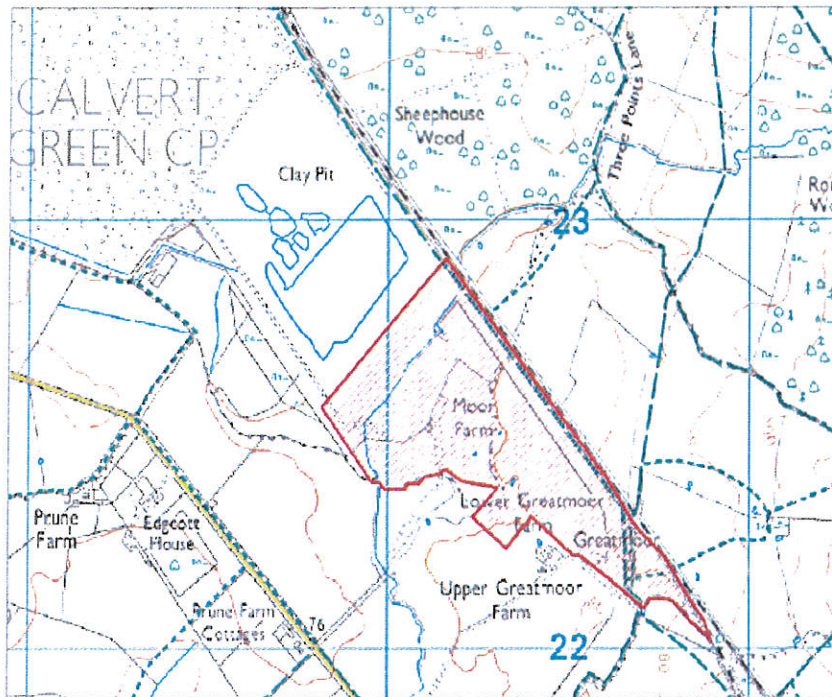 CALVERT
GREEN CP
Sheephouse
Wood
Three Points Lane
Clay Pit
23
Moor
Farm
Lower Greatmoor
Farm
Greatmoor
Prune
Farm
Edgcott
House
Upper Greatmoor
Farm
Prune Farm
Cottages
76
22